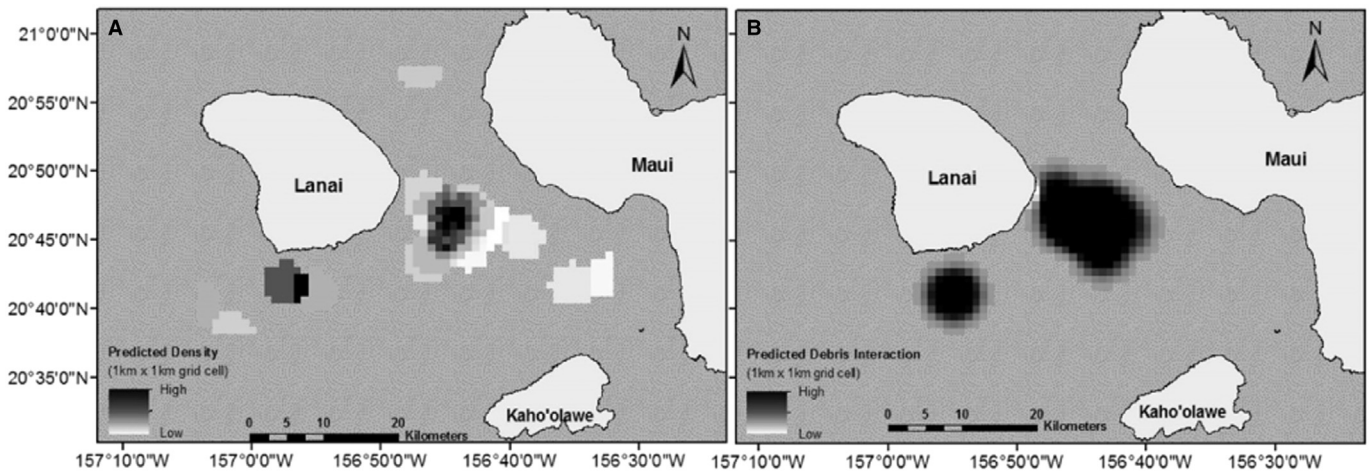 A
B
21°0'0"N
20°55'0"N
20°50'0"N
20°45'0"N
20°40'0"N
20°35'0"N
N
Lanai
Maui
Kaho'olawe
Predicted Density
(1km x 1km grid cell)
High
Low
0 5 10 20
Kilometers
157°10'0"W 157°0'0"W 156°50'0"W 156°40'0"W 156°30'0"W
N
Lanai
Maui
Kaho'olawe
Predicted Debris Interaction
(1km x 1km grid cell)
High
Low
0 5 10 20
Kilometers
157°10'0"W 157°0'0"W 156°50'0"W 156°40'0"W 156°30'0"W